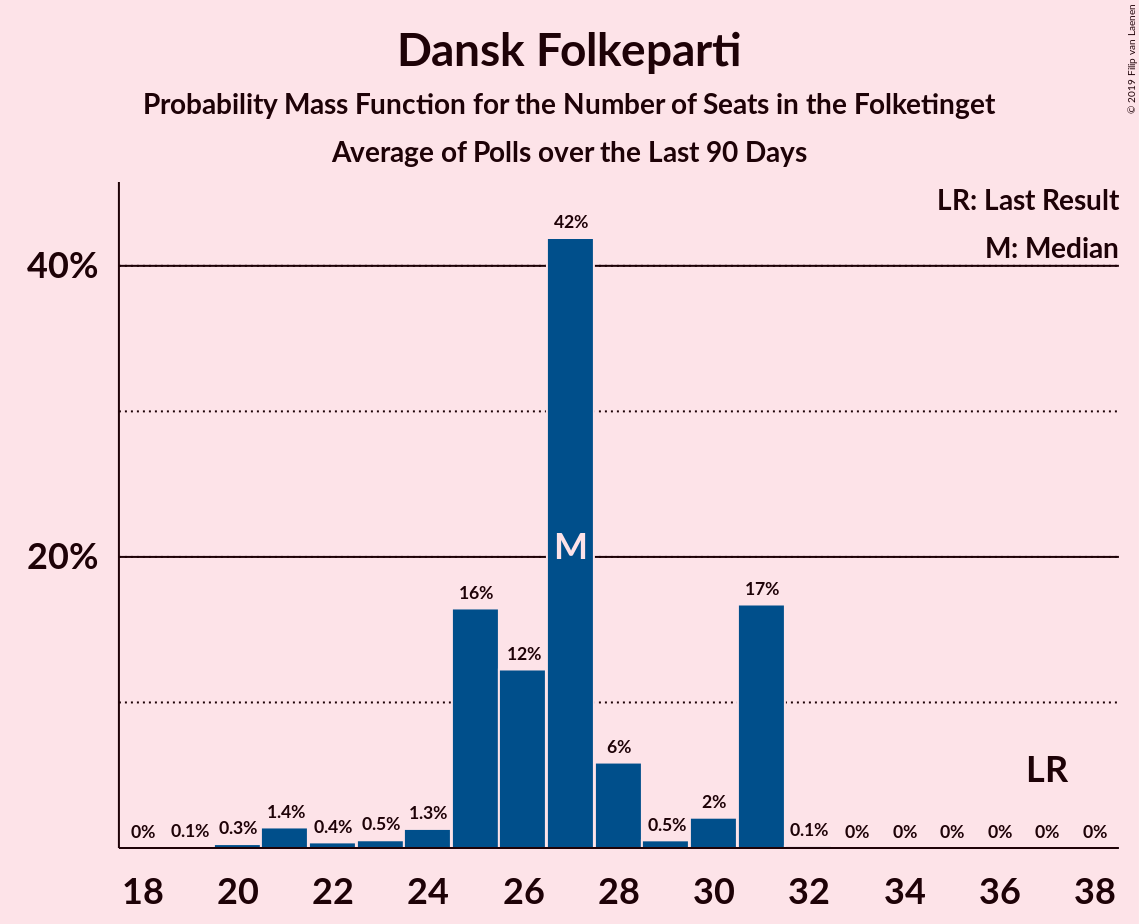 Dansk Folkeparti
Probability Mass Function for the Number of Seats in the Folketinget
Average of Polls over the Last 90 Days
© 2019 Filip van Laenen
LR: Last Result
M: Median
40%
20%
0% 0.1% 0.3% 1.4% 0.4% 0.5% 1.3% 16% 12% 42% 6% 0.5% 2% 17% 0.1% 0% 0% 0% 0% 0% 0%
M
LR
18 20 22 24 26 28 30 32 34 36 38